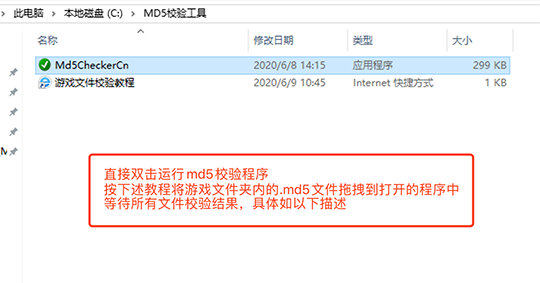 此电脑 > 本地磁盘 (C:) > MD5校验工具
名称 修改日期 类型 大小
Md5CheckerCn 2020/6/8 14:15 应用程序 299 KB
游戏文件校验教程 2020/6/9 10:45 Internet 快捷方式 1 KB
直接双击运行md5校验程序
按下述教程将游戏文件夹内的.md5文件拖拽到打开的程序中
等待所有文件校验结果，具体如以下描述